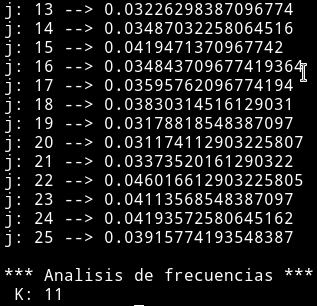 j: 13 --> 0.03226298387096774
j: 14 --> 0.03487032258064516
j: 15 --> 0.0419471370967742
j: 16 --> 0.034843709677419364
j: 17 --> 0.03595762096774194
j: 18 --> 0.03830314516129031
j: 19 --> 0.03178818548387097
j: 20 --> 0.031174112903225807
j: 21 --> 0.03373520161290322
j: 22 --> 0.046016612903225805
j: 23 --> 0.04113568548387097
j: 24 --> 0.04193572580645162
j: 25 --> 0.03915774193548387
*** Analisis de frecuencias ***
K: 11